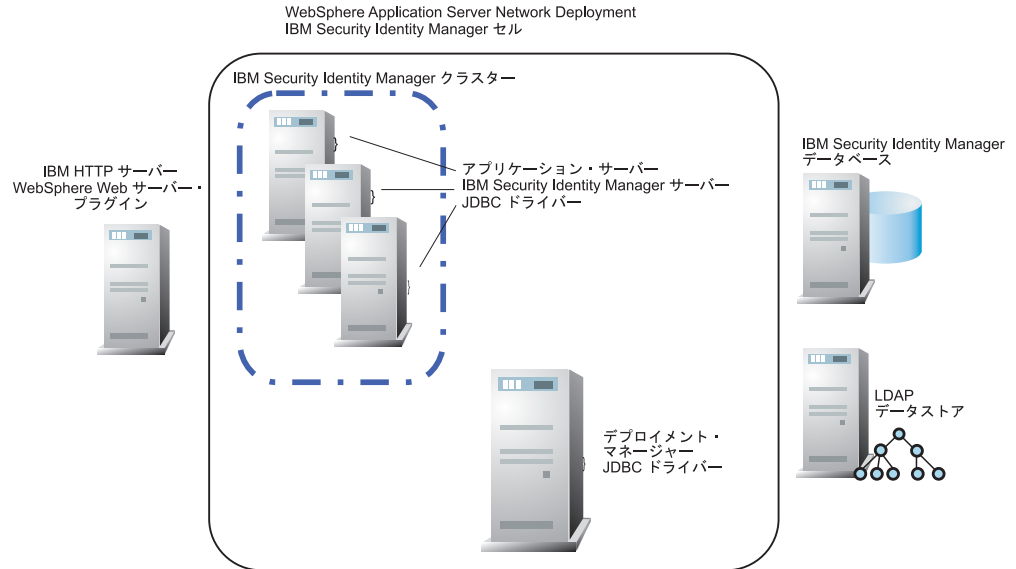 WebSphere Application Server Network Deployment
IBM Security Identity Manager セル
IBM Security Identity Manager クラスター
IBM HTTP サーバー
WebSphere Web サーバー・
プラグイン
アプリケーション・サーバー
IBM Security Identity Manager サーバー
JDBC ドライバー
IBM Security Identity Manager
データベース
LDAP
データストア
デプロイメント・
マネージャー
JDBC ドライバー